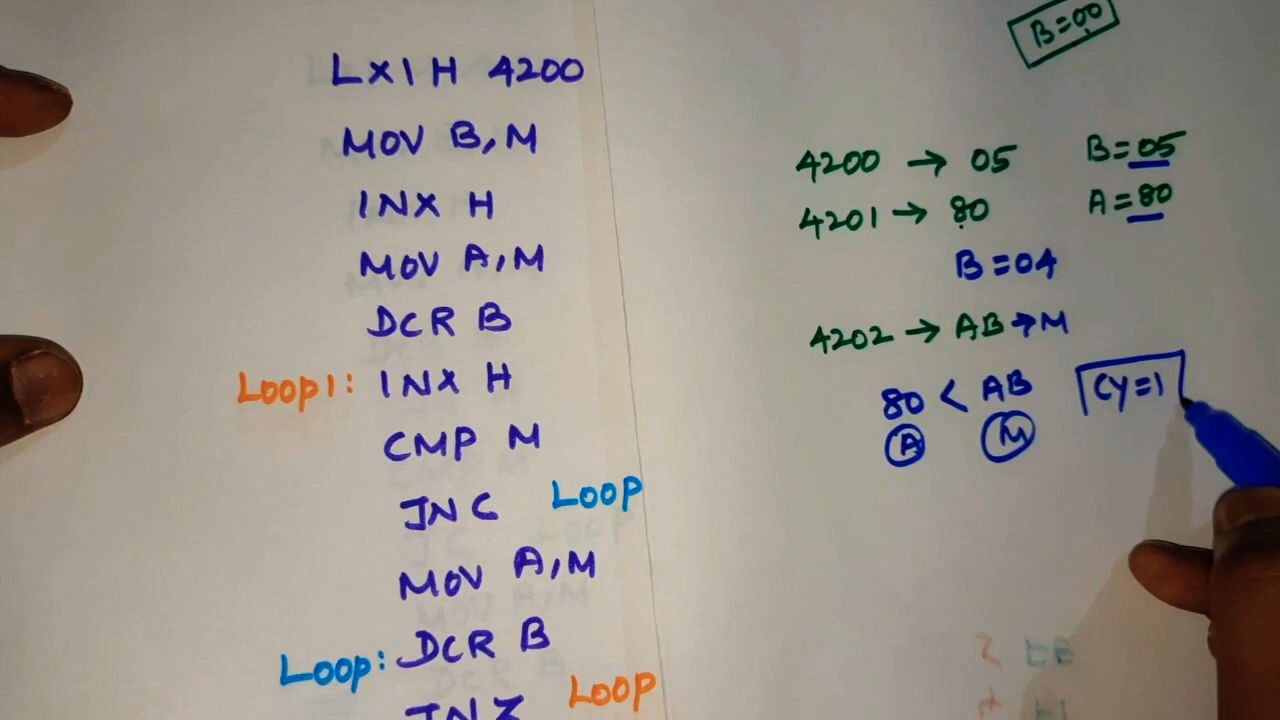 LXI H 4200
MOV B,M
INX H
MOV A,M
DCR B
LOOP1: INX H
CMP M
JNC LOOP
MOV A,M
LOOP: DCR B
JNZ LOOP
B=00
4200 → 05 B=05
4201 → 80 A=80
B=04
4202 → AB → M
80 < AB CY=1
A M